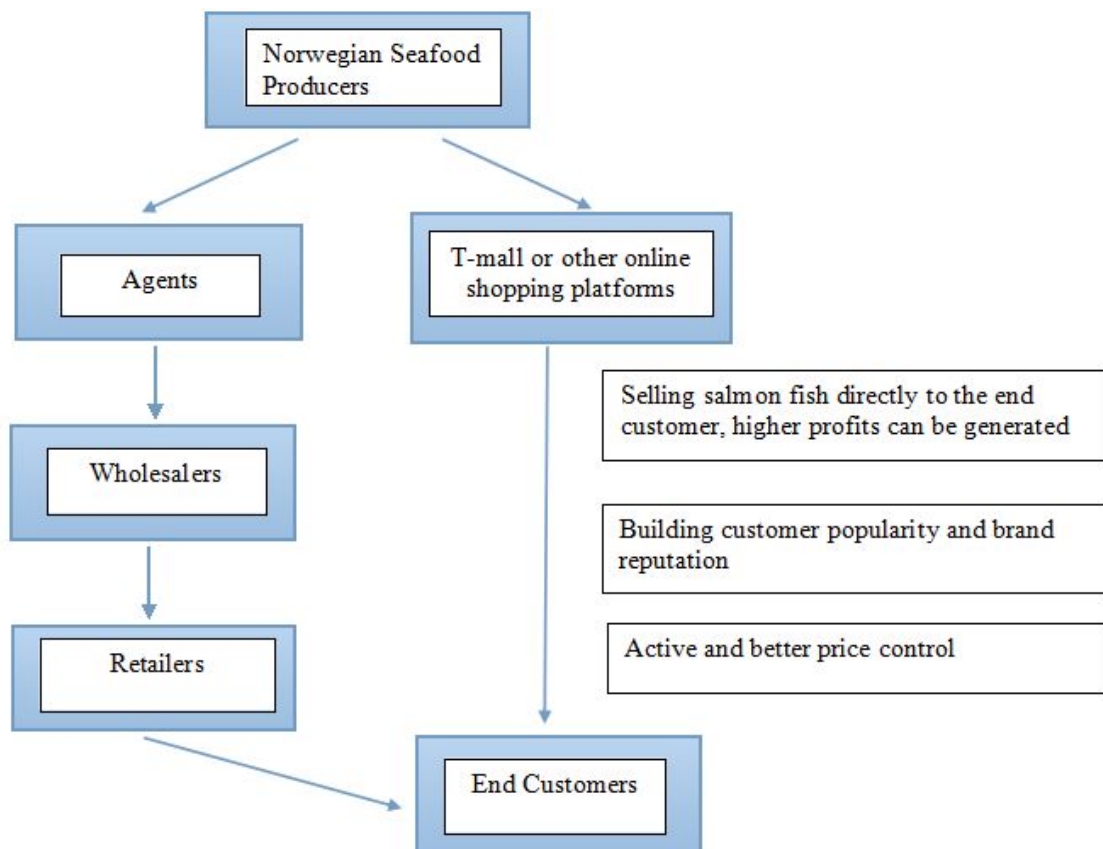 Norwegian Seafood
Producers
Agents
T-mall or other online
shopping platforms
Selling salmon fish directly to the end
customer, higher profits can be generated
Wholesalers
Building customer popularity and brand
reputation
Retailers
Active and better price control
End Customers